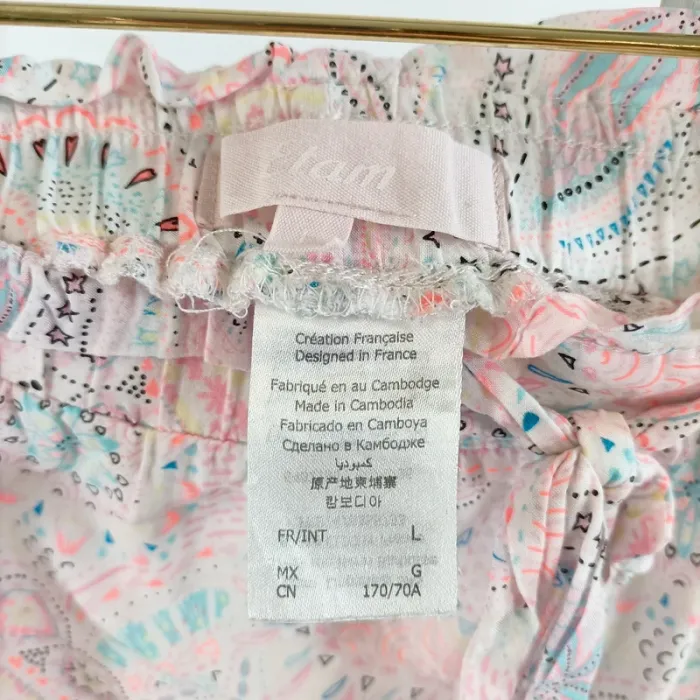 Etam
Création Française
Designed in France
Fabriqué en au Cambodge
Made in Cambodia
Fabricado en Camboya
Сделано в Камбодже
كمبوديا
原产地柬埔寨
캄보디아
FR/INT L
MX G
CN 170/70A